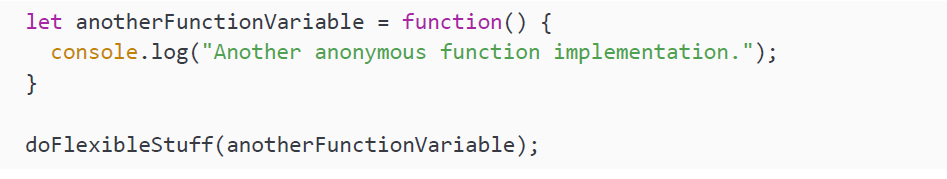 let anotherFunctionVariable = function() {
  console.log("Another anonymous function implementation.");
}
doFlexibleStuff(anotherFunctionVariable);